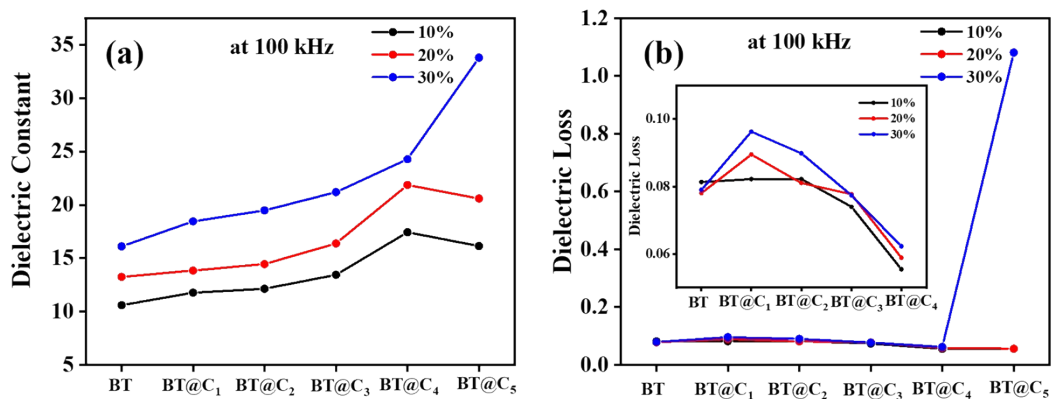 (a)
at 100 kHz
10%
20%
30%
Dielectric Constant
35
30
25
20
15
10
5
BT
BT@C₁
BT@C₂
BT@C₃
BT@C₄
BT@C₅
(b)
at 100 kHz
10%
20%
30%
Dielectric Loss
1.2
1.0
0.8
0.6
0.4
0.2
0.0
BT
BT@C₁
BT@C₂
BT@C₃
BT@C₄
BT@C₅
10%
20%
30%
Dielectric Loss
0.10
0.08
0.06
BT
BT@C₁
BT@C₂
BT@C₃
BT@C₄